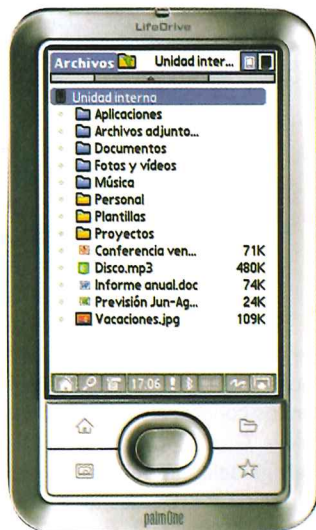 LifeDrive
Archivos Unidad inter...
Unidad interna
Aplicaciones
Archivos adjunto...
Documentos
Fotos y vídeos
Música
Personal
Plantillas
Proyectos
Conferencia ven... 71K
Disco.mp3 480K
Informe anual.doc 74K
Previsión Jun-Ag... 24K
Vacaciones.jpg 109K
17.06
palmOne